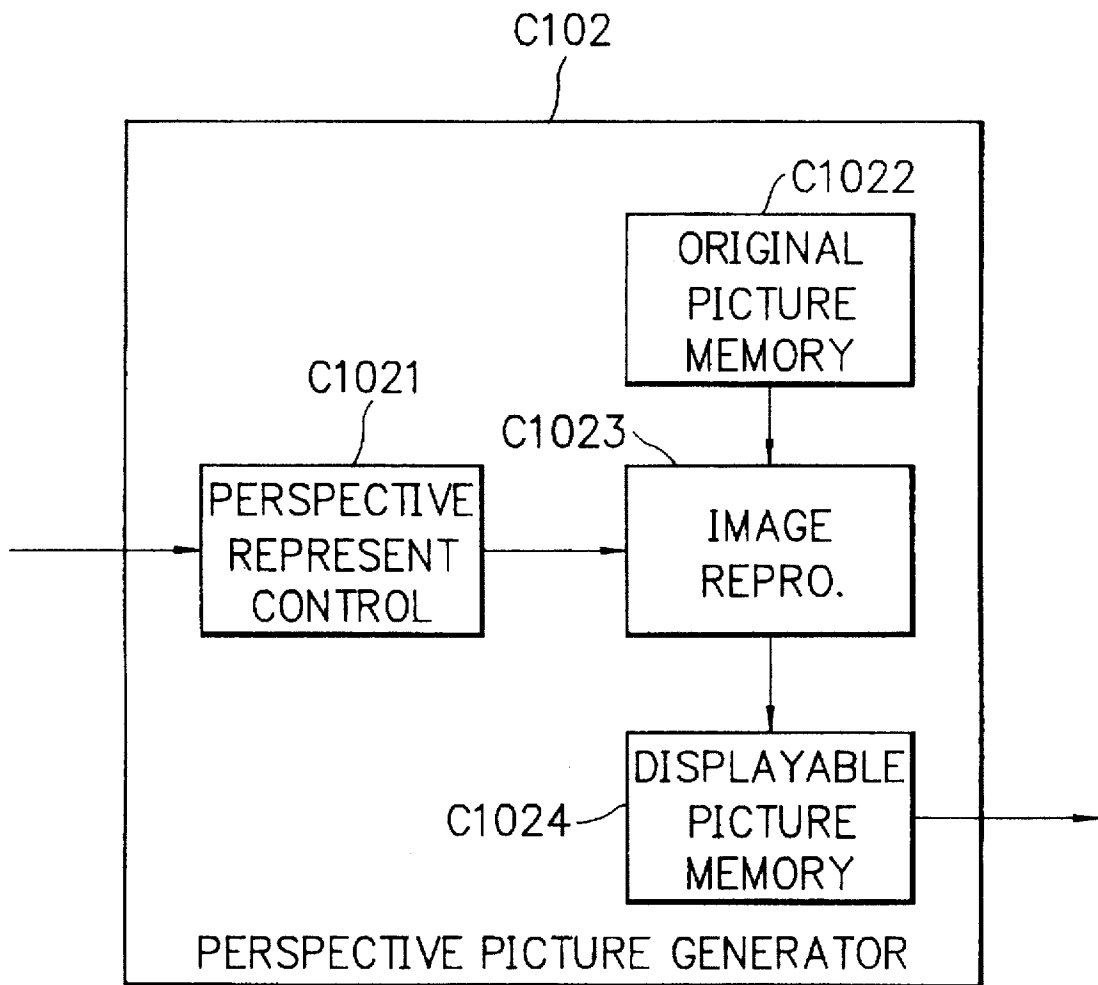 C102
C1022
ORIGINAL
PICTURE
MEMORY
C1021
C1023
PERSPECTIVE
REPRESENT
CONTROL
IMAGE
REPRO.
DISPLAYABLE
PICTURE
MEMORY
C1024
PERSPECTIVE PICTURE GENERATOR